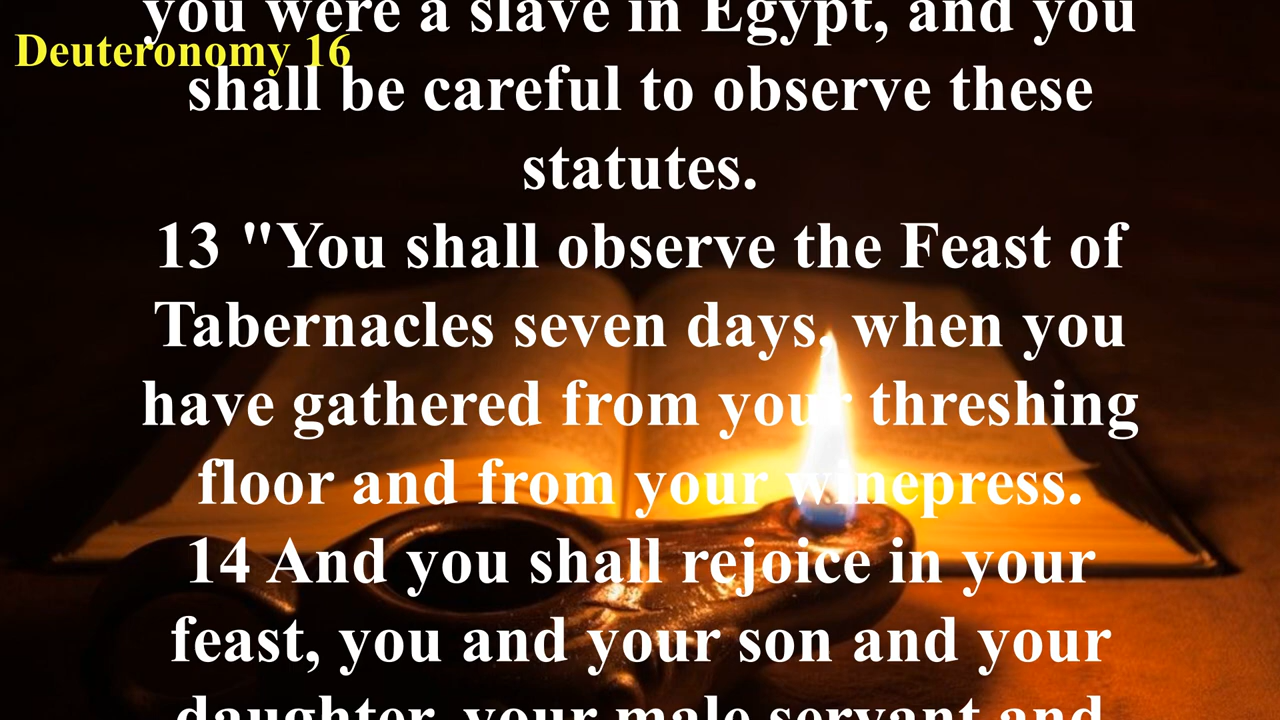 you were a slave in Egypt, and you
Deuteronomy 16
shall be careful to observe these
statutes.
13 "You shall observe the Feast of
Tabernacles seven days, when you
have gathered from your threshing
floor and from your winepress.
14 And you shall rejoice in your
feast, you and your son and your
daughter, your male servant and